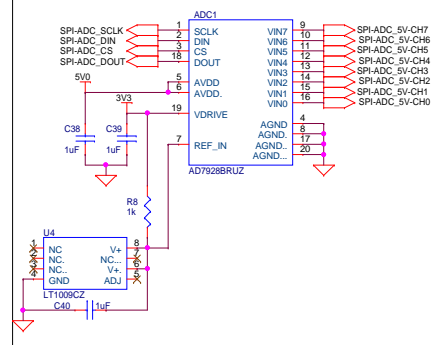 ADC1
SPI-ADC_SCLK 1 SCLK VIN7 9 SPI-ADC_5V-CH7
SPI-ADC_DIN 2 DIN VIN6 10 SPI-ADC_5V-CH6
SPI-ADC_CS 3 CS VIN5 11 SPI-ADC_5V-CH5
SPI-ADC_DOUT 18 DOUT VIN4 12 SPI-ADC_5V-CH4
VIN3 13 SPI-ADC_5V-CH3
5V0 5 AVDD VIN2 14 SPI-ADC_5V-CH2
6 AVDD. VIN1 15 SPI-ADC_5V-CH1
3V3 VIN0 16 SPI-ADC_5V-CH0
19 VDRIVE AGND 4
C38 C39 AGND. 8
7 REF_IN AGND.. 17
1uF 1uF AGND... 20
AD7928BRUZ
R8
1k
U4
1 NC V+ 8
2 NC. NC... 7
3 NC.. V+. 6
4 GND ADJ 5
LT1009CZ
C40 1uF